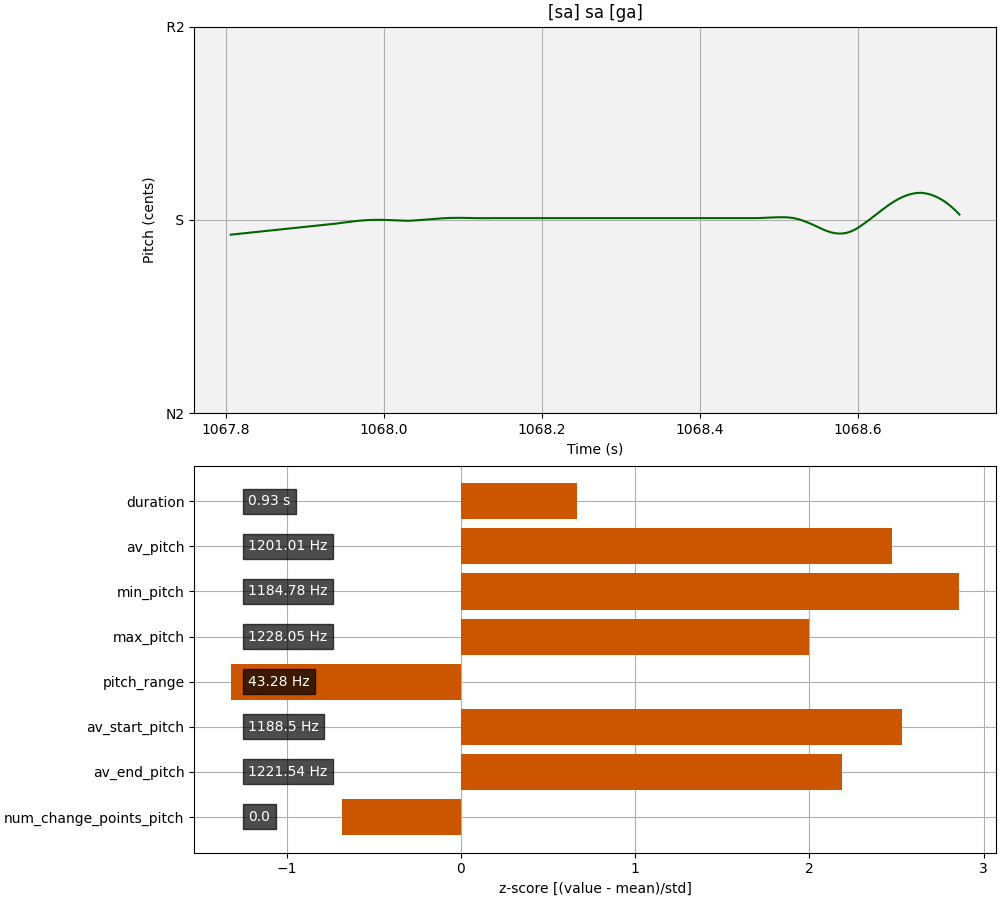 [sa] sa [ga]
R2
S
N2
Pitch (cents)
1067.8 1068.0 1068.2 1068.4 1068.6
Time (s)
duration 0.93 s
av_pitch 1201.01 Hz
min_pitch 1184.78 Hz
max_pitch 1228.05 Hz
pitch_range 43.28 Hz
av_start_pitch 1188.5 Hz
av_end_pitch 1221.54 Hz
num_change_points_pitch 0.0
−1 0 1 2 3
z-score [(value - mean)/std]